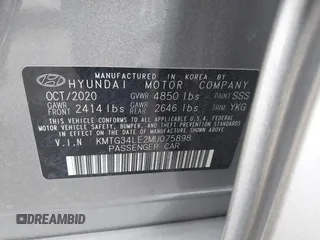 MANUFACTURED IN KOREA BY
HYUNDAI MOTOR COMPANY
OCT/2020 GVWR 4850 lbs PAINT SSS
GAWR FRONT 2414 lbs GAWR REAR 2646 lbs TRIM YKG
THIS VEHICLE CONFORMS TO ALL APPLICABLE
FEDERAL MOTOR VEHICLE SAFETY, BUMPER, AND
THEFT PREVENTION STANDARDS
IN EFFECT ON THE DATE OF MANUFACTURE SHOWN ABOVE.
V.I.N KMTG34LE2MU075898
PASSENGER CAR
DREAMBID